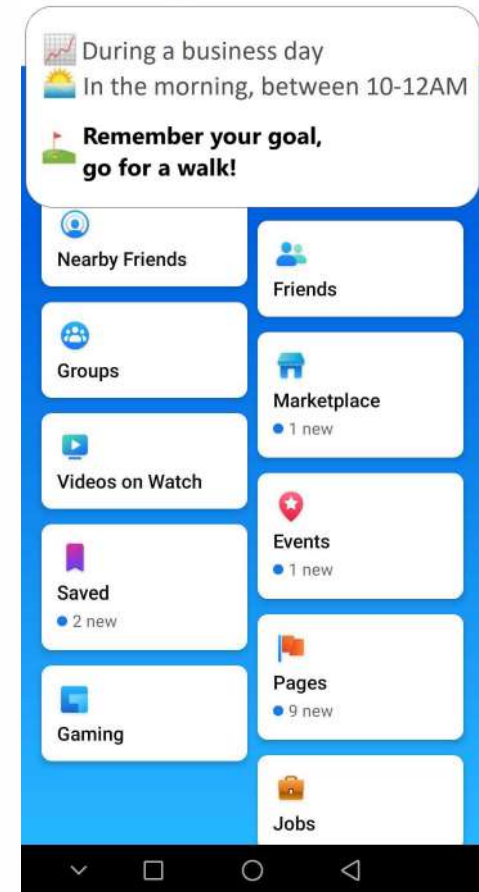 During a business day
In the morning, between 10-12AM
Remember your goal,
go for a walk!
Nearby Friends
Groups
Videos on Watch
Saved
2 new
Gaming
Friends
Marketplace
1 new
Events
1 new
Pages
9 new
Jobs